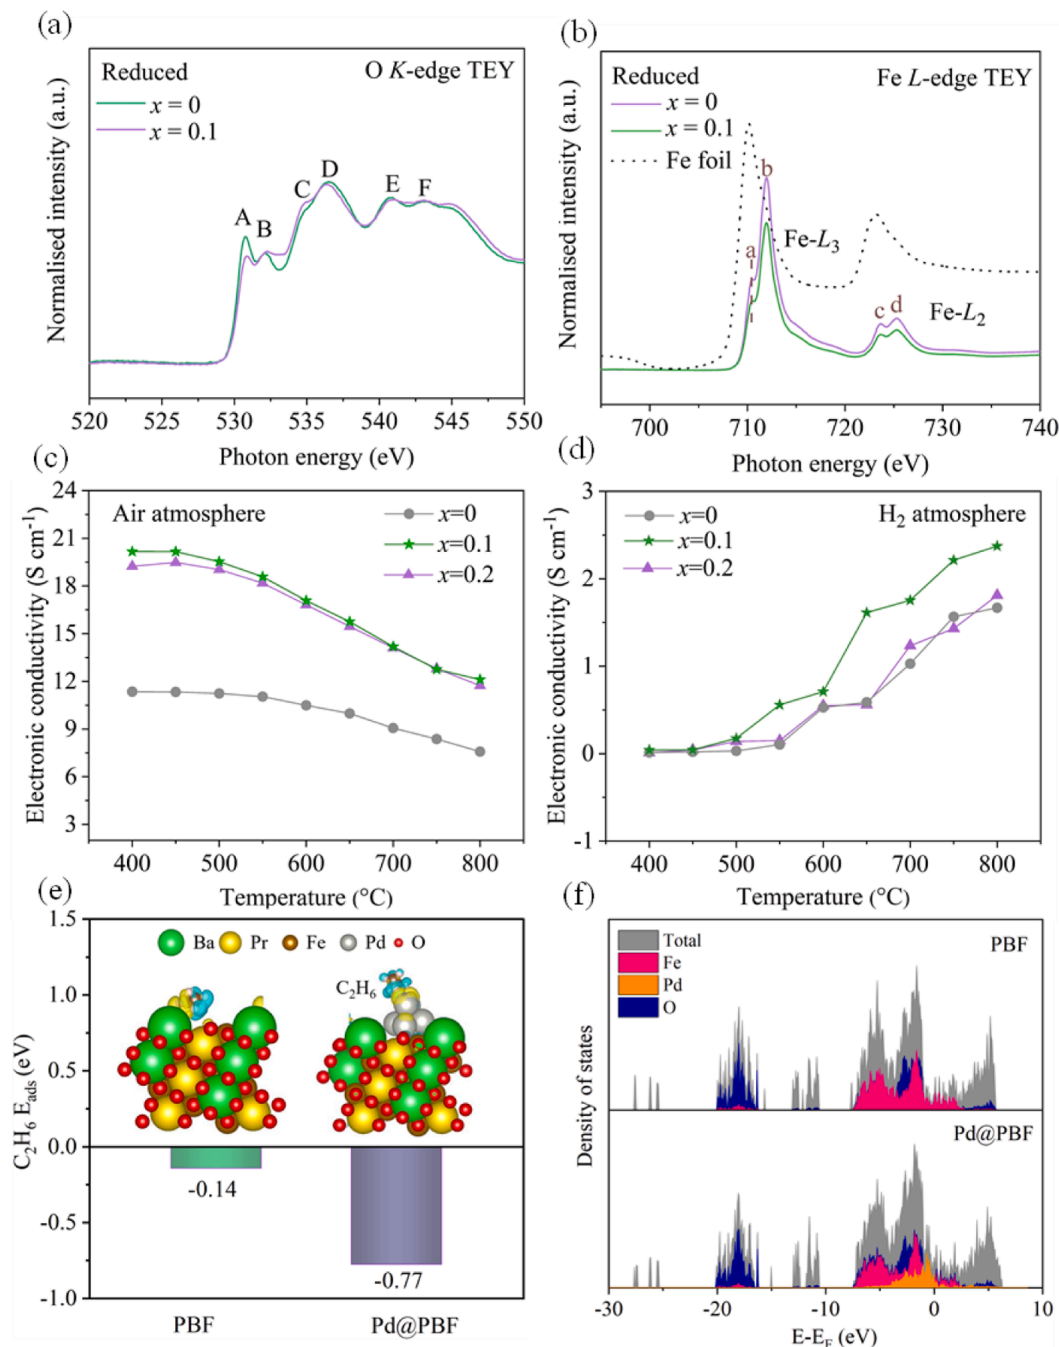 (a)
Reduced
x = 0
x = 0.1
O K-edge TEY
A
B
C
D
E
F
Normalised intensity (a.u.)
520 525 530 535 540 545 550
Photon energy (eV)
(b)
Reduced
x = 0
x = 0.1
Fe foil
Fe L-edge TEY
a
b
Fe-L3
c
d
Fe-L2
Normalised intensity (a.u.)
700 710 720 730 740
Photon energy (eV)
(c)
Air atmosphere
x=0
x=0.1
x=0.2
Electronic conductivity (S cm-1)
24
21
18
15
12
9
6
3
400 500 600 700 800
Temperature (°C)
(d)
x=0
x=0.1
x=0.2
H2 atmosphere
Electronic conductivity (S cm-1)
3
2
1
0
-1
400 500 600 700 800
Temperature (°C)
(e)
Ba Pr Fe Pd O
C2H6
C2H6 Eads (eV)
1.5
1.0
0.5
0.0
-0.5
-1.0
-0.14
-0.77
PBF Pd@PBF
(f)
Total
Fe
Pd
O
PBF
Pd@PBF
Density of states
-30 -20 -10 0 10
E-EF (eV)